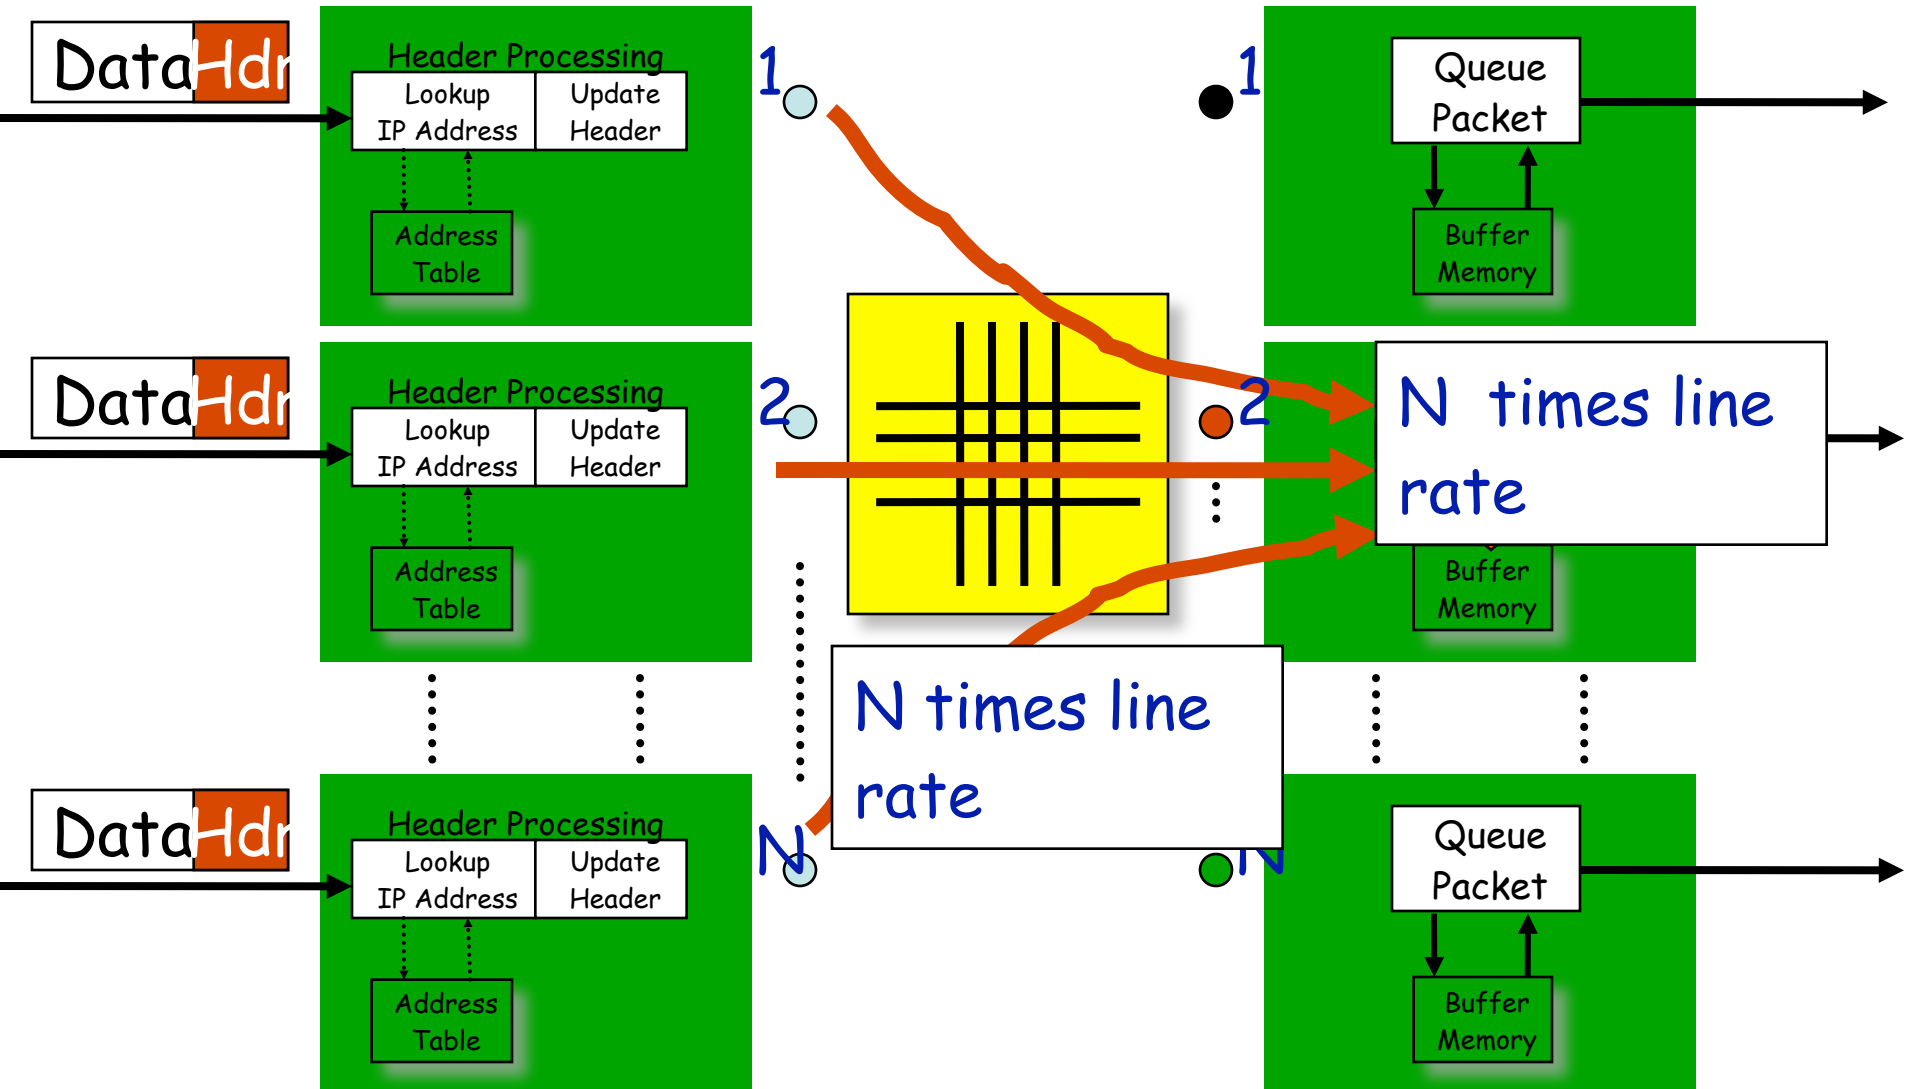 Data Hdr
Header Processing
Lookup
IP Address
Update
Header
Address
Table
1
1
Queue
Packet
Buffer
Memory
Data Hdr
Header Processing
Lookup
IP Address
Update
Header
Address
Table
2
2
N times line
rate
Buffer
Memory
N times line
rate
Data Hdr
Header Processing
Lookup
IP Address
Update
Header
Address
Table
N
N
Queue
Packet
Buffer
Memory